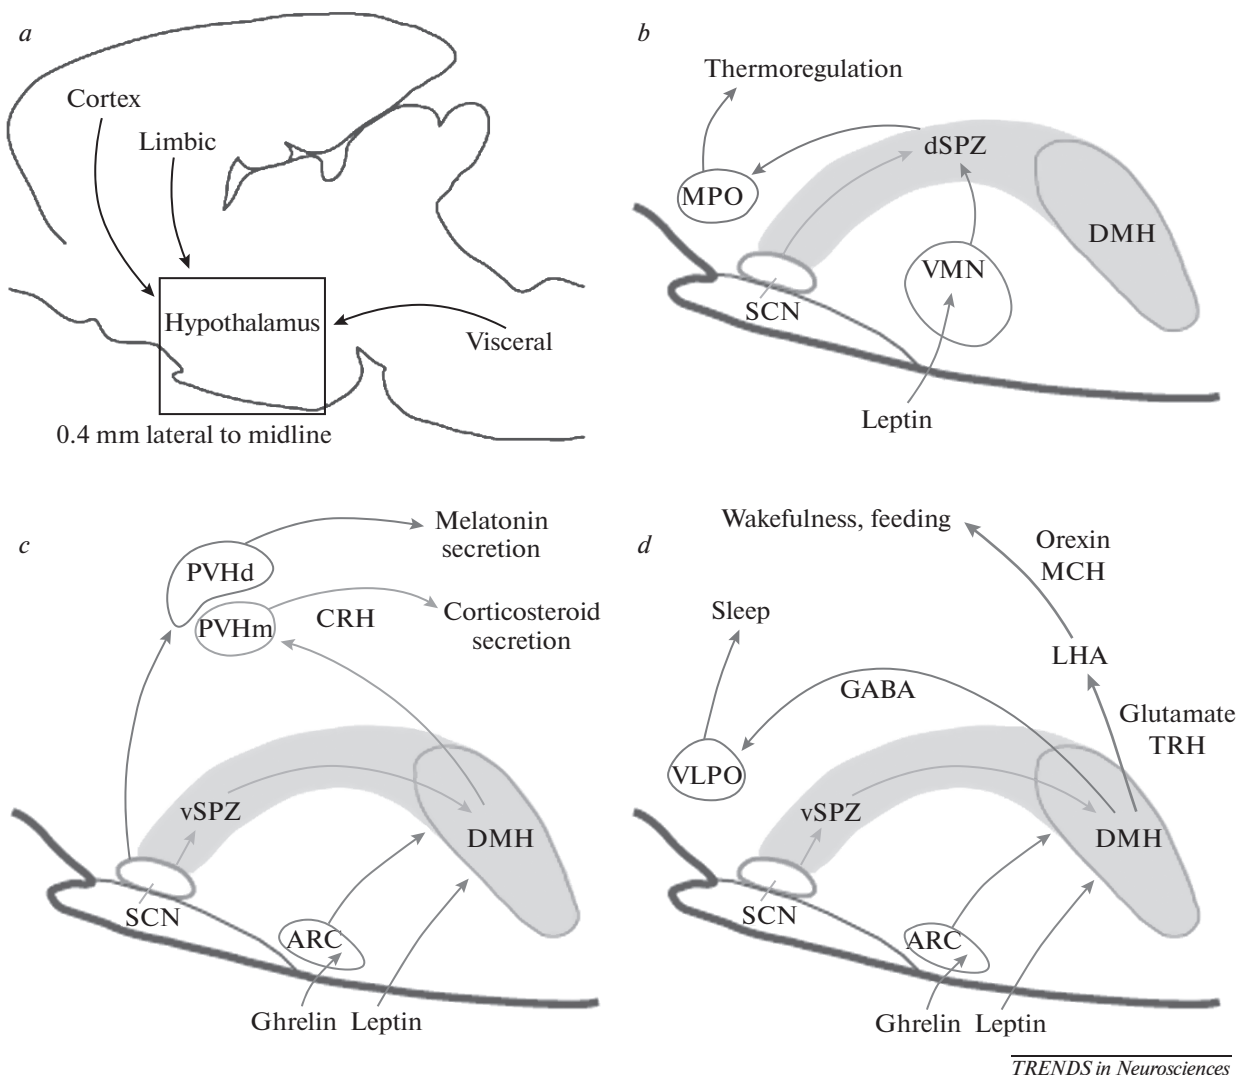 a
Cortex
Limbic
Hypothalamus
Visceral
0.4 mm lateral to midline
b
Thermoregulation
dSPZ
MPO
DMH
VMN
SCN
Leptin
c
Melatonin
secretion
PVHd
CRH
Corticosteroid
secretion
PVHm
vSPZ
DMH
SCN
ARC
Ghrelin Leptin
d
Wakefulness, feeding
Orexin
MCH
Sleep
LHA
GABA
Glutamate
TRH
VLPO
vSPZ
DMH
SCN
ARC
Ghrelin Leptin
TRENDS in Neurosciences